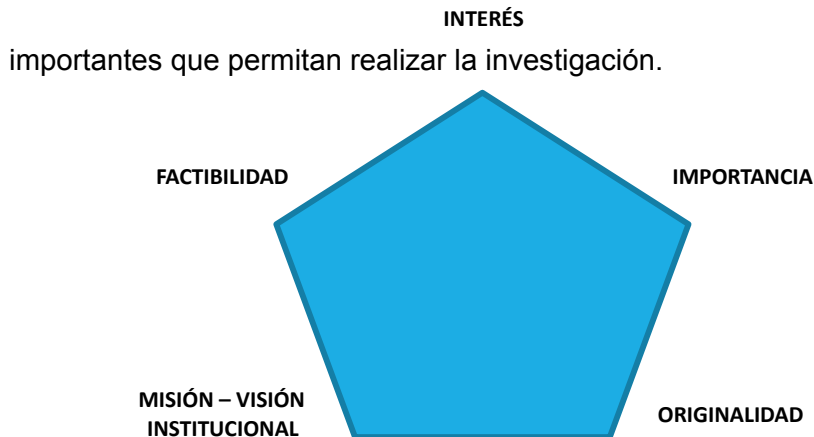 INTERÉS
importantes que permitan realizar la investigación.
FACTIBILIDAD
IMPORTANCIA
MISIÓN – VISIÓN
INSTITUCIONAL
ORIGINALIDAD